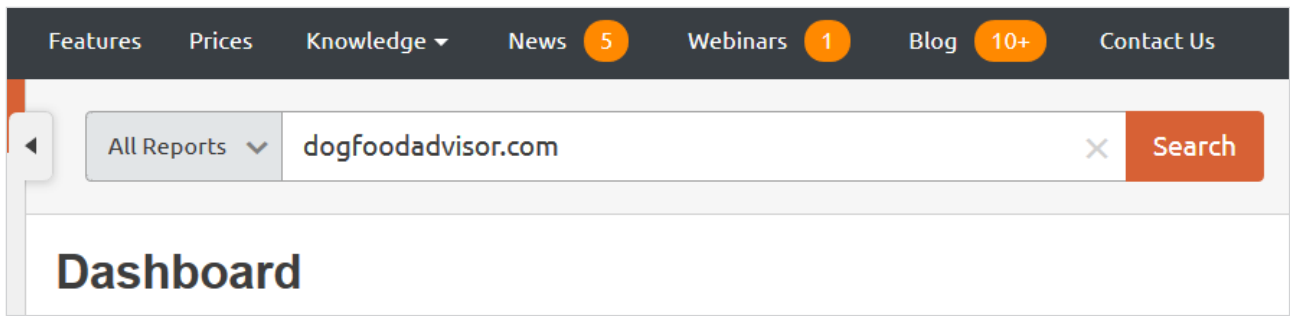 Features Prices Knowledge News 5 Webinars 1 Blog 10+ Contact Us
All Reports dogfoodadvisor.com Search
Dashboard